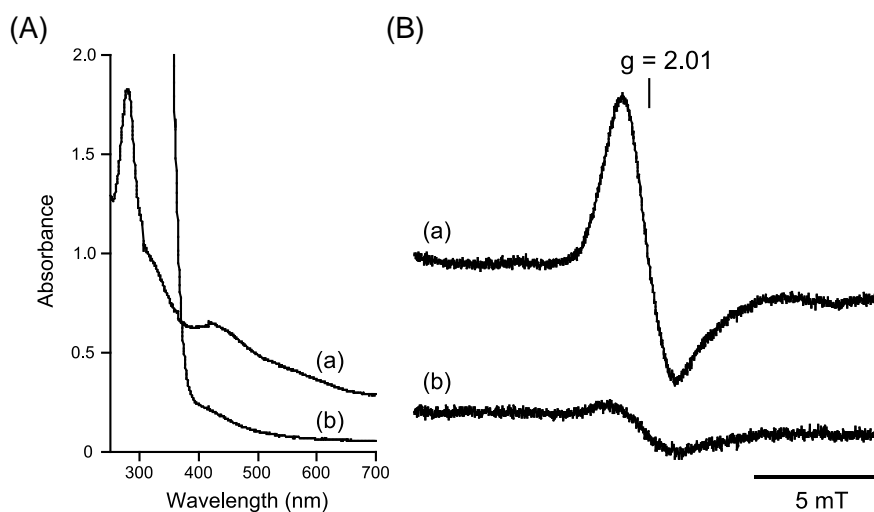 (A)
2.0
1.5
1.0
0.5
0
Absorbance
300
400
500
600
700
Wavelength (nm)
(a)
(b)
(B)
g = 2.01
(a)
(b)
5 mT